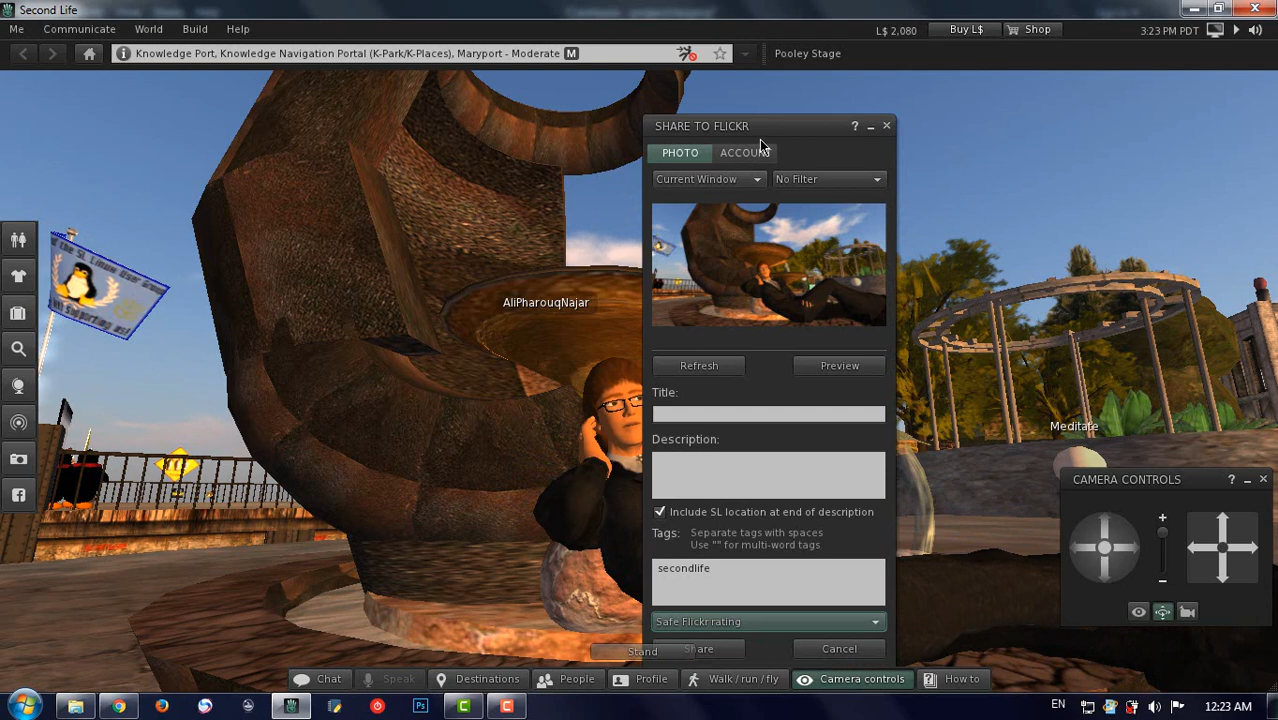 Second Life
Me Communicate World Build Help
L$ 2,080 Buy L$ Shop 3:23 PM PDT
Knowledge Port, Knowledge Navigation Portal (K-Park/K-Places), Maryport - Moderate M
Pooley Stage
SHARE TO FLICKR ?
PHOTO ACCOUNT
Current Window No Filter
AliPharouqNajar
Refresh Preview
Title:
Description:
Meditate
CAMERA CONTROLS ?
Include SL location at end of description
Tags: Separate tags with spaces
Use "" for multi-word tags
secondlife
Safe Flickr rating
Stand
Share Cancel
Chat Speak Destinations People Profile Walk / run / fly Camera controls How to
EN 12:23 AM